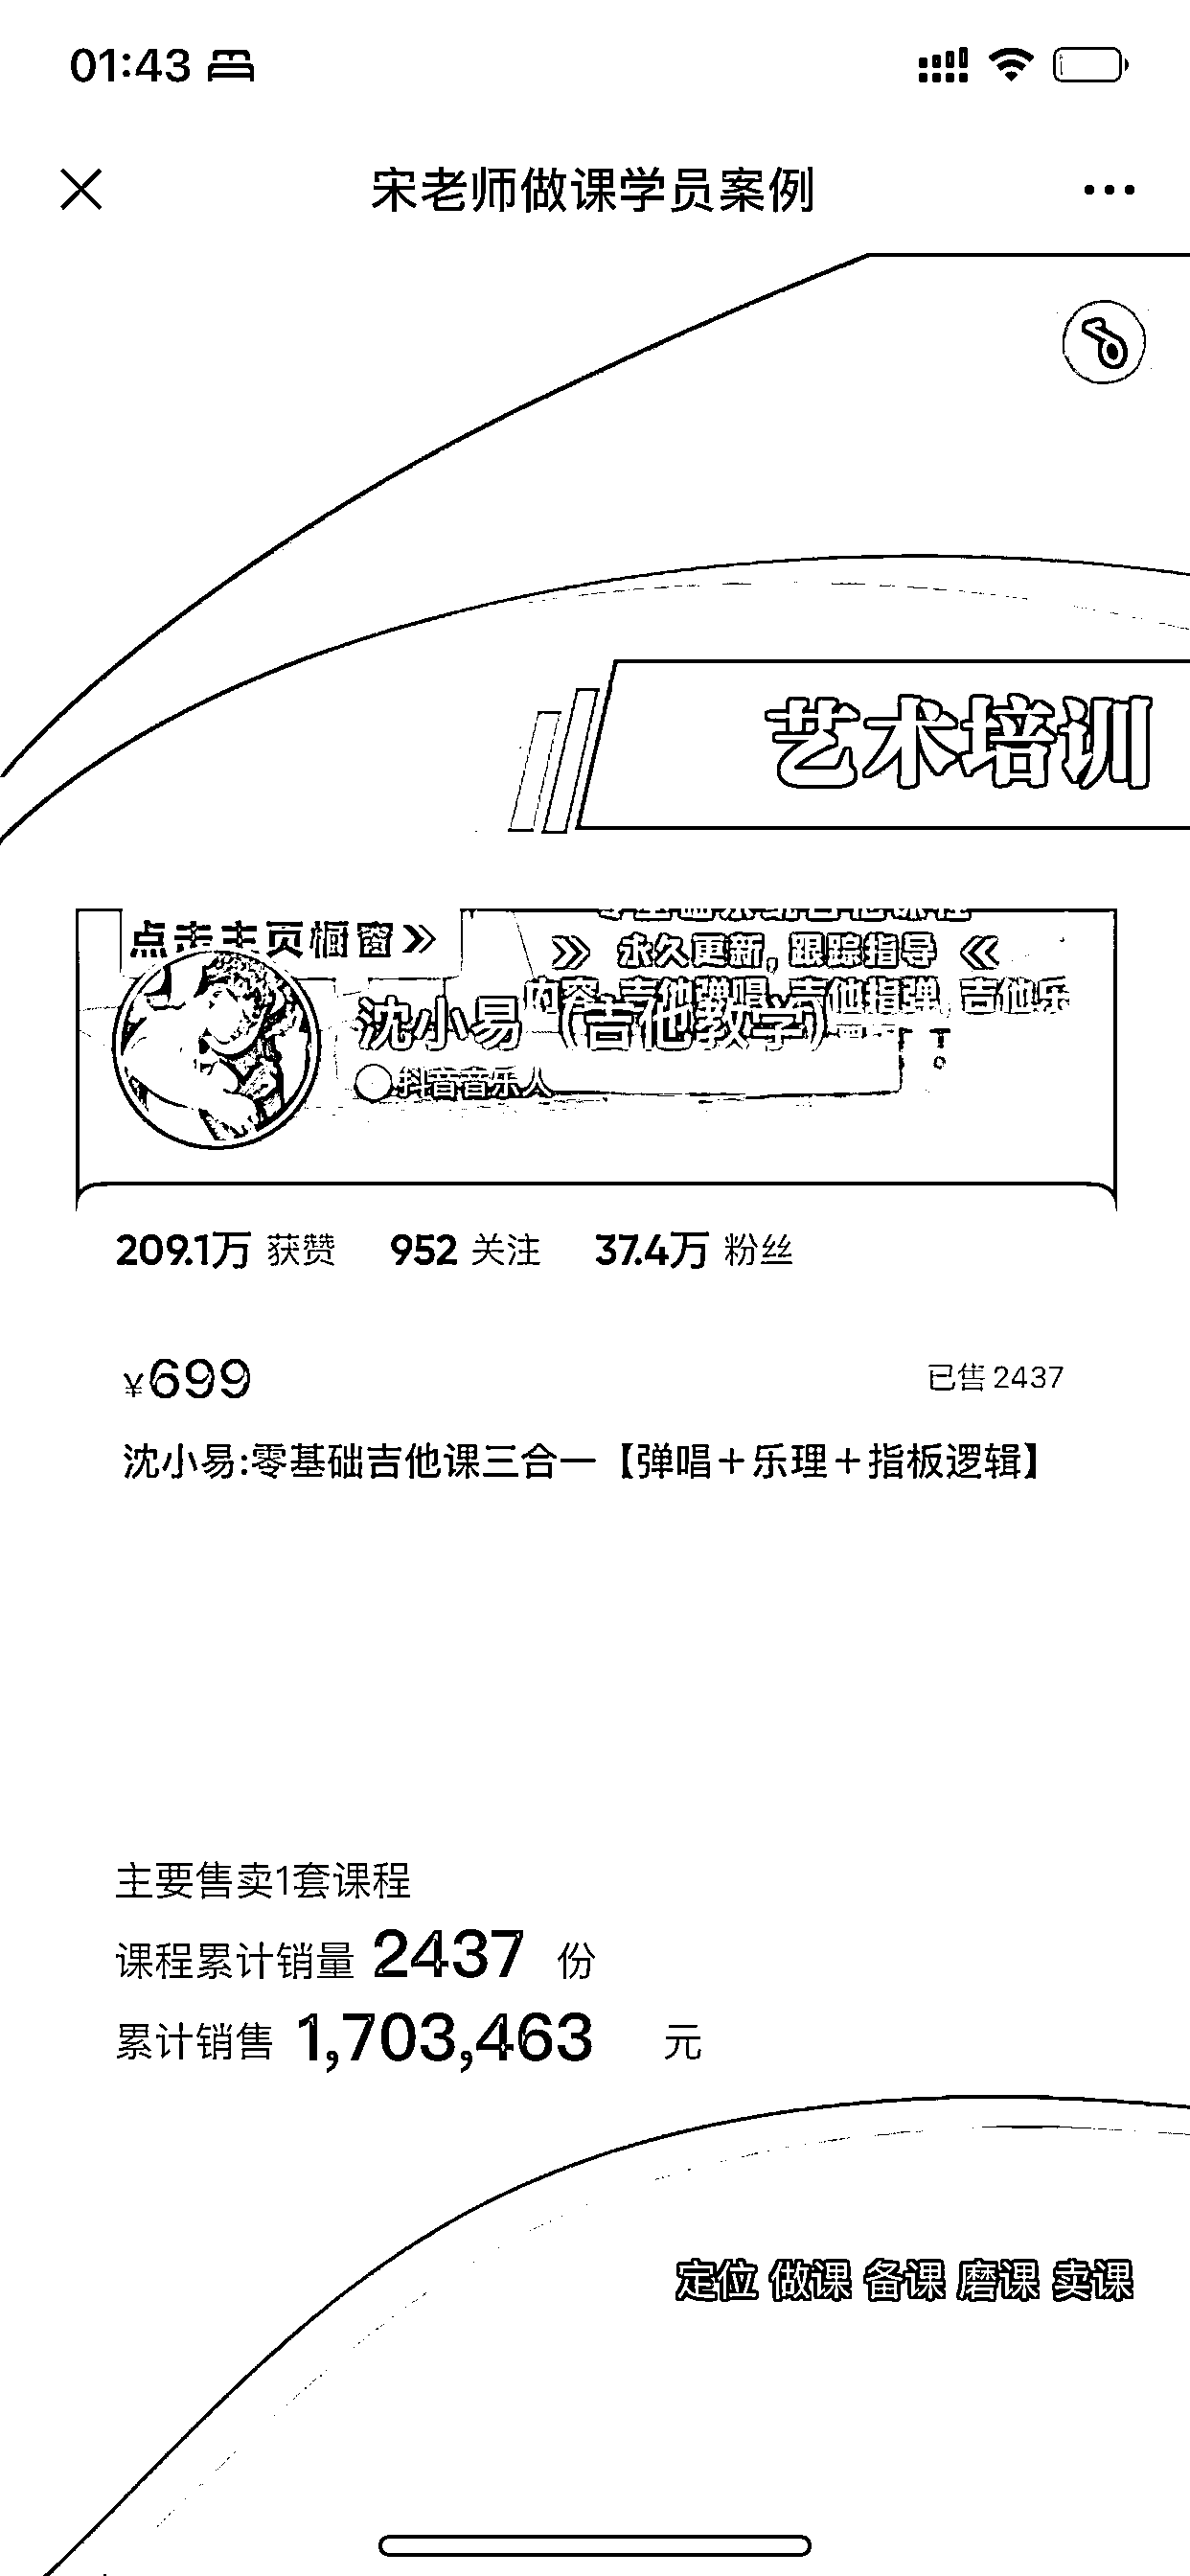 01:43
宋老师做课学员案例
艺术培训
点击主页橱窗》
》 永久更新，跟踪指导 《
内容 吉他弹唱 吉他指弹 吉他乐
沈小易（吉他教学）
抖音音乐人
209.1万 获赞 952 关注 37.4万 粉丝
¥699 已售 2437
沈小易:零基础吉他课三合一【弹唱＋乐理＋指板逻辑】
主要售卖1套课程
课程累计销量 2437 份
累计销售 1,703,463 元
定位 做课 备课 磨课 卖课